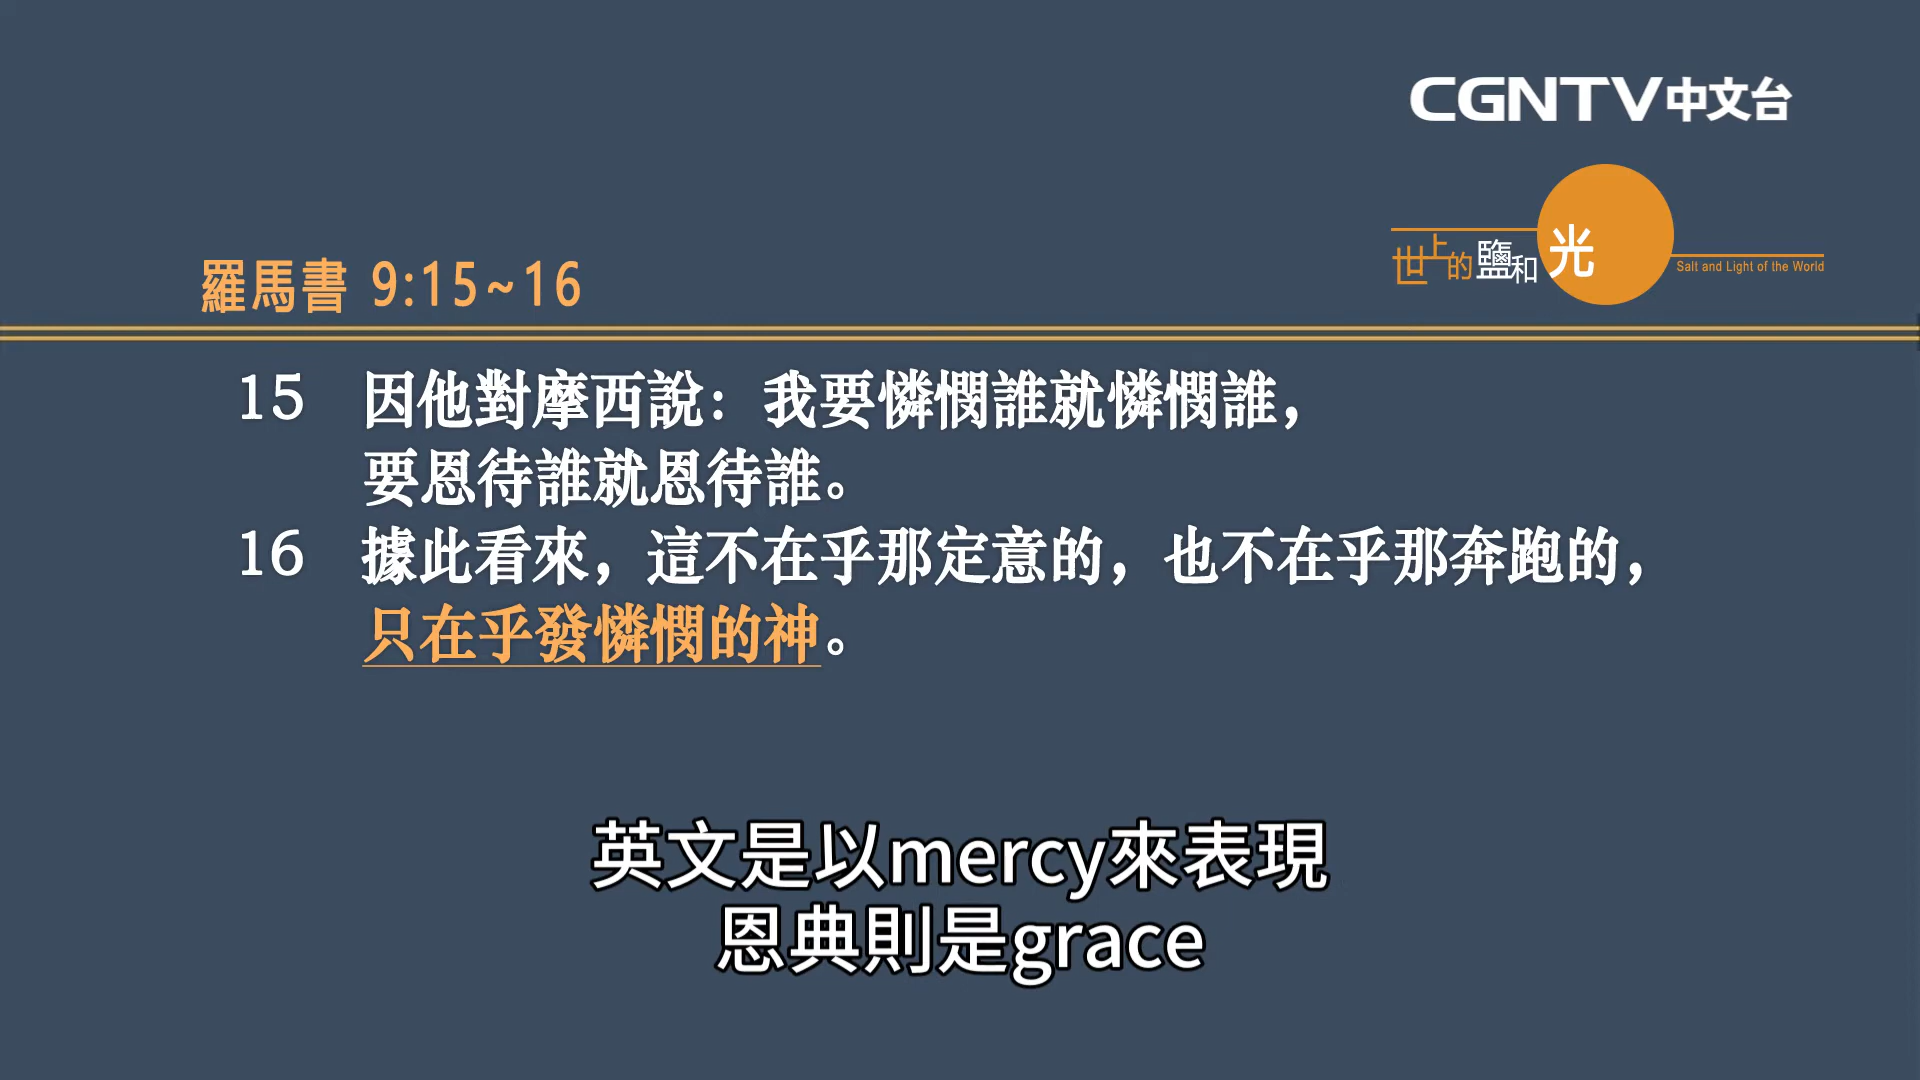 CGNTV中文台
世上的鹽和光
Salt and Light of the World
羅馬書 9:15~16
15 因他對摩西說：我要憐憫誰就憐憫誰，
要恩待誰就恩待誰。
16 據此看來，這不在乎那定意的，也不在乎那奔跑的，
只在乎發憐憫的神。
英文是以mercy來表現
恩典則是grace